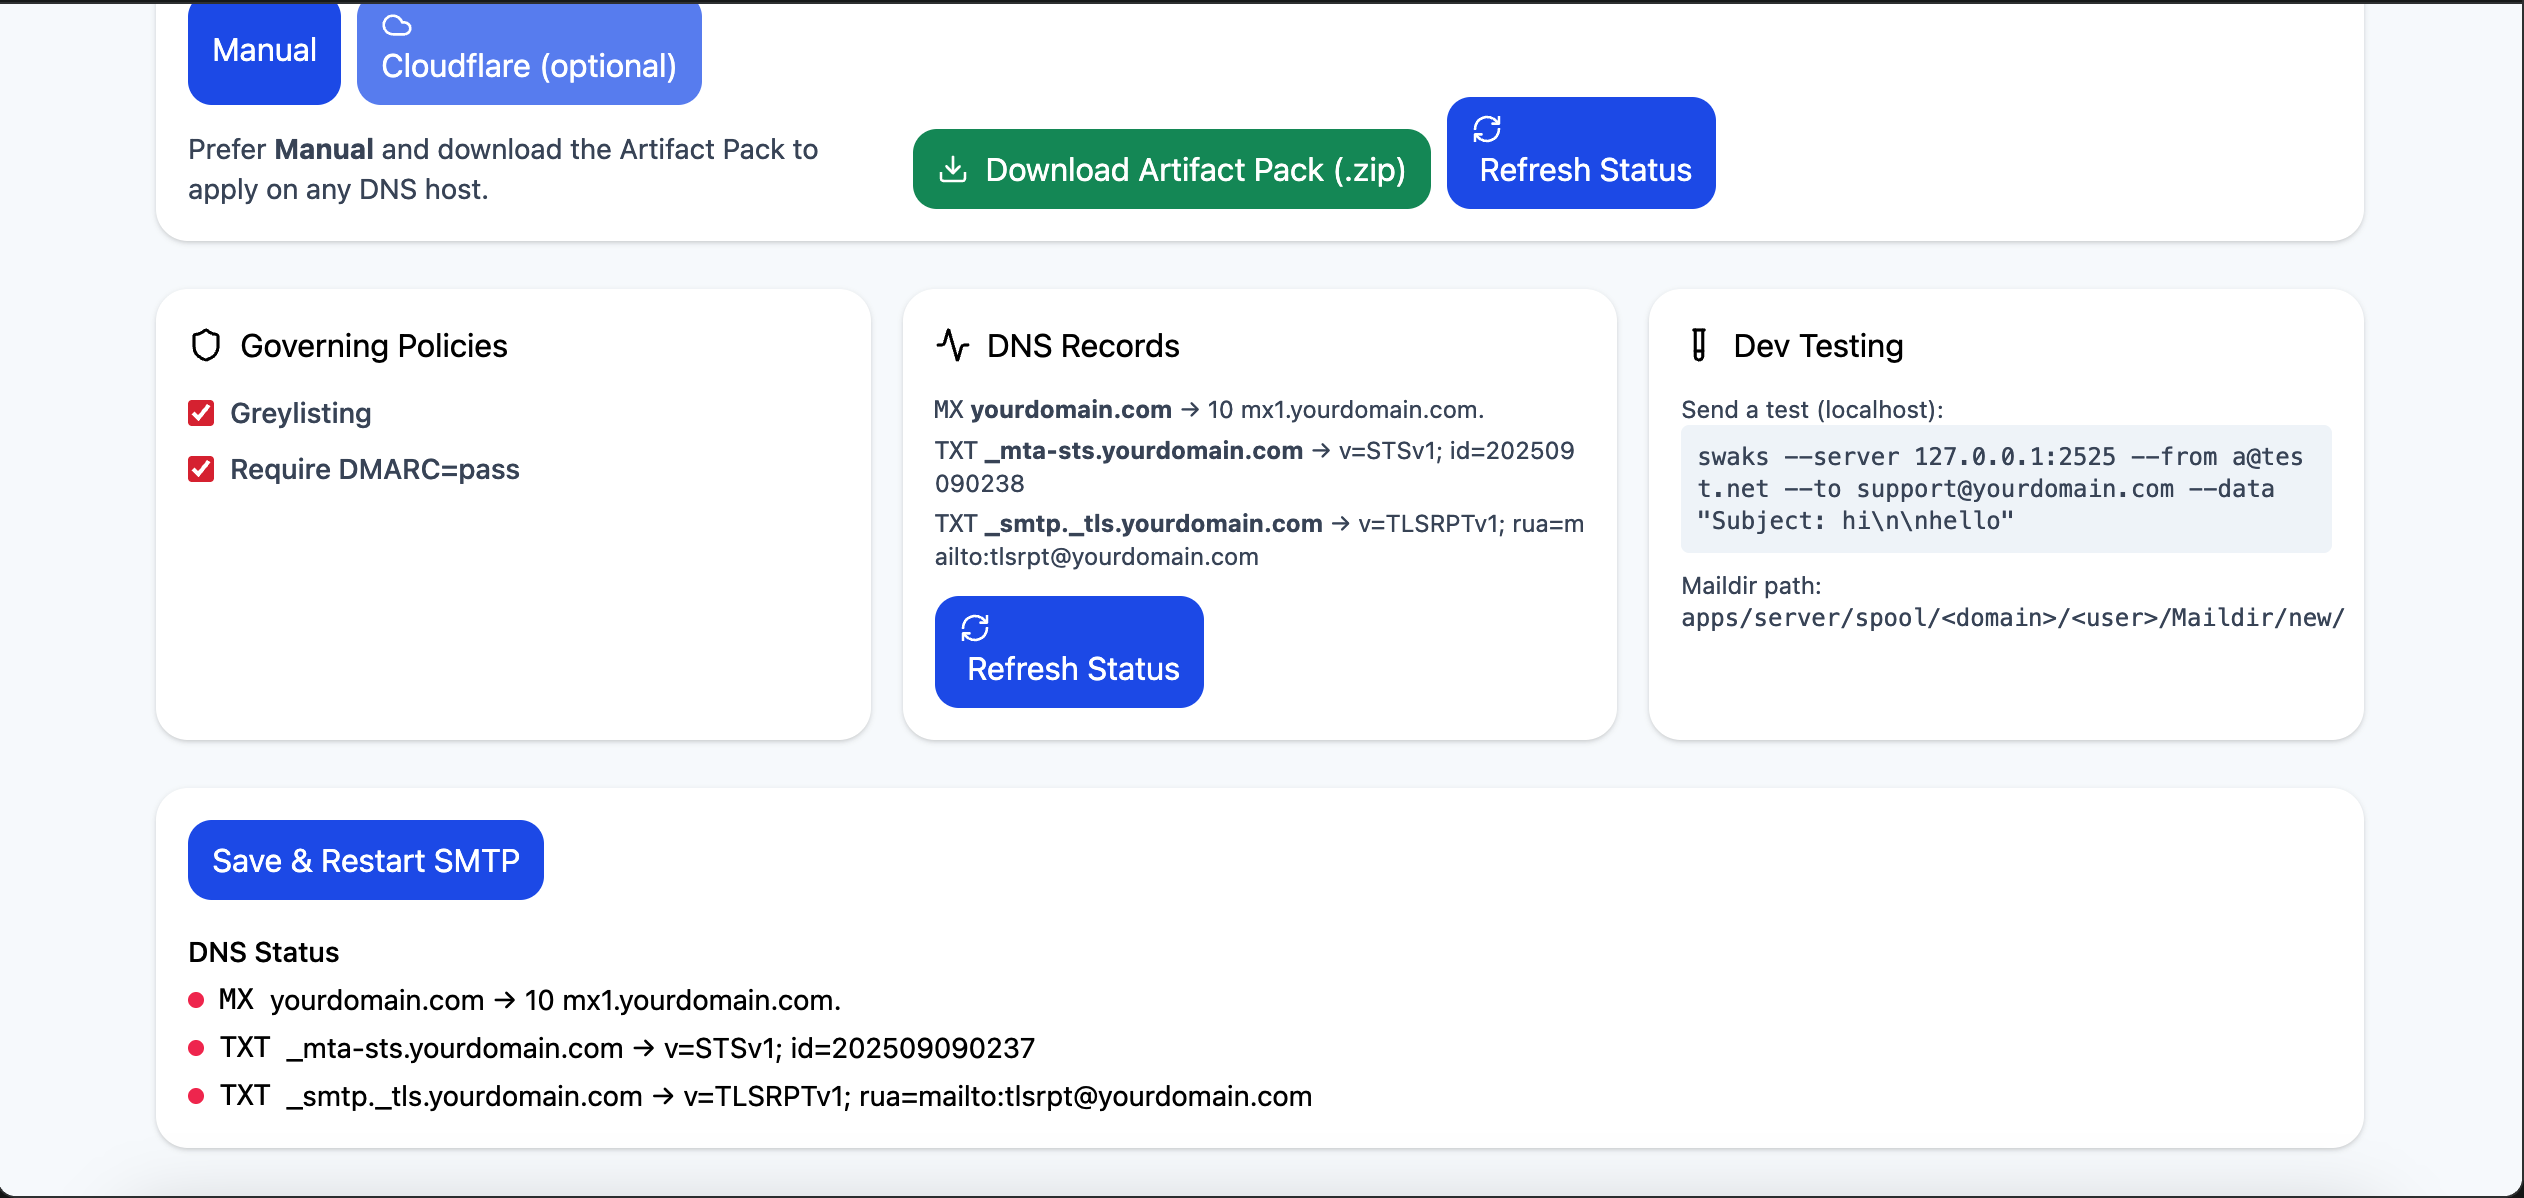 Manual
Cloudflare (optional)
Prefer Manual and download the Artifact Pack to
apply on any DNS host.
Download Artifact Pack (.zip)
Refresh Status
Governing Policies
Greylisting
Require DMARC=pass
DNS Records
MX yourdomain.com → 10 mx1.yourdomain.com.
TXT _mta-sts.yourdomain.com → v=STSv1; id=202509
090238
TXT _smtp._tls.yourdomain.com → v=TLSRPTv1; rua=m
ailto:tlsrpt@yourdomain.com
Refresh Status
Dev Testing
Send a test (localhost):
swaks --server 127.0.0.1:2525 --from a@tes
t.net --to support@yourdomain.com --data
"Subject: hi\n\nhello"
Maildir path:
apps/server/spool/<domain>/<user>/Maildir/new/
Save & Restart SMTP
DNS Status
MX yourdomain.com → 10 mx1.yourdomain.com.
TXT _mta-sts.yourdomain.com → v=STSv1; id=202509090237
TXT _smtp._tls.yourdomain.com → v=TLSRPTv1; rua=mailto:tlsrpt@yourdomain.com